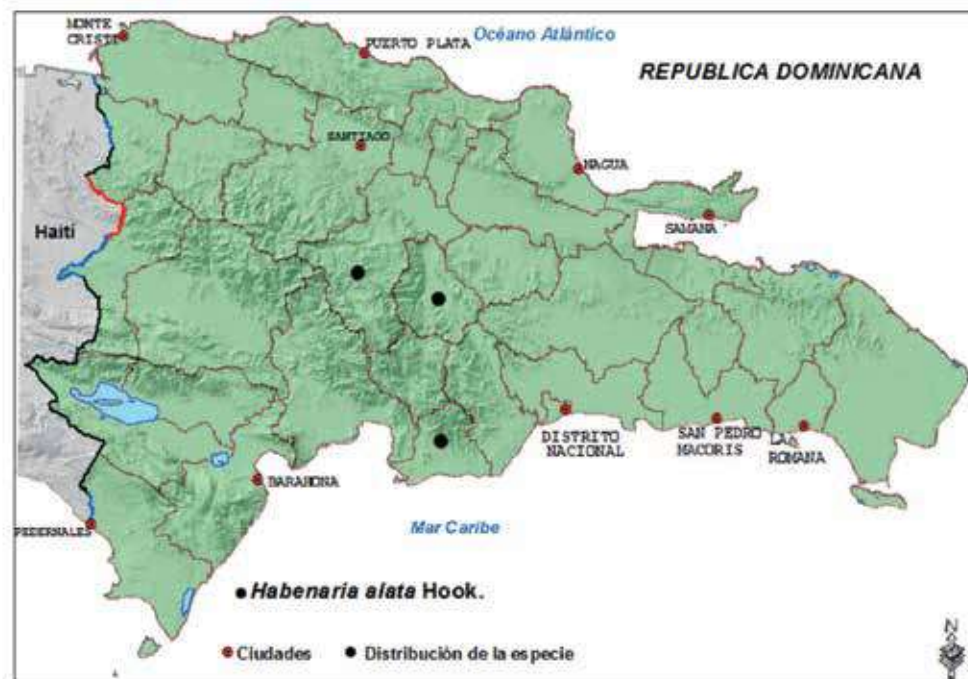 MONTE
CRISTI
PUERTO PLATA
Océano Atlántico
REPUBLICA DOMINICANA
SANTIAGO
NAGUA
SAMANA
Haití
DISTRITO
NACIONAL
SAN PEDRO
MACORIS
LA
ROMANA
BARAHONA
PEDERNALES
Mar Caribe
Habenaria alata Hook.
Ciudades
Distribución de la especie
N